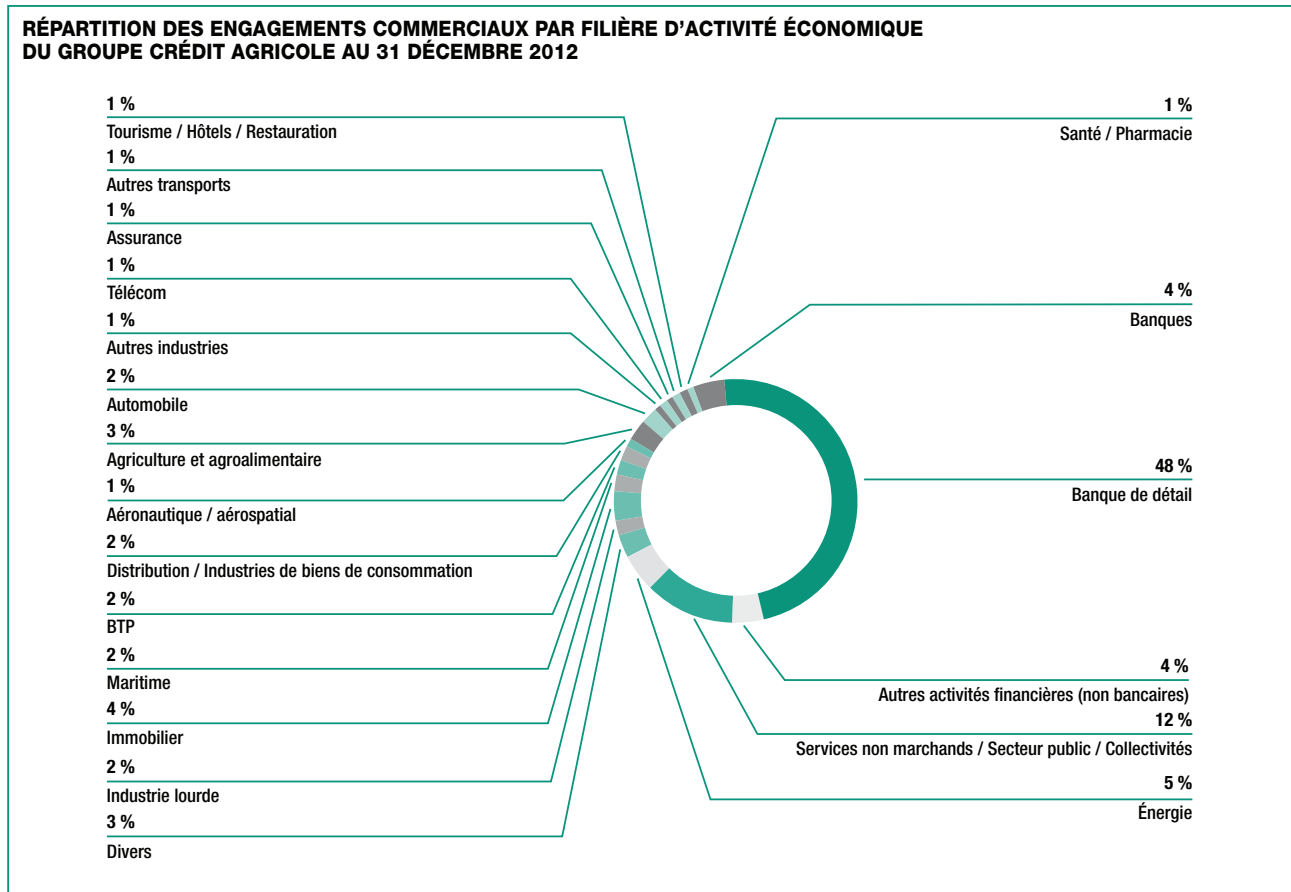 RÉPARTITION DES ENGAGEMENTS COMMERCIAUX PAR FILIÈRE D’ACTIVITÉ ÉCONOMIQUE
DU GROUPE CRÉDIT AGRICOLE AU 31 DÉCEMBRE 2012
1 %
Tourisme / Hôtels / Restauration
1 %
Autres transports
1 %
Assurance
1 %
Télécom
1 %
Autres industries
2 %
Automobile
3 %
Agriculture et agroalimentaire
1 %
Aéronautique / aérospatial
2 %
Distribution / Industries de biens de consommation
2 %
BTP
2 %
Maritime
4 %
Immobilier
2 %
Industrie lourde
3 %
Divers
1 %
Santé / Pharmacie
4 %
Banques
48 %
Banque de détail
4 %
Autres activités financières (non bancaires)
12 %
Services non marchands / Secteur public / Collectivités
5 %
Énergie